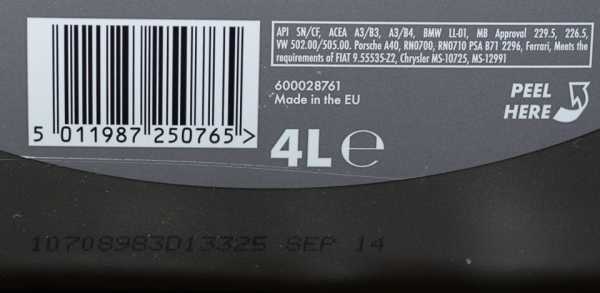 API SN/CF, ACEA A3/B3, A3/B4, BMW LL-01, MB Approval 229.5, 226.5,
VW 502.00/505.00. Porsche A40, RN0700, RN0710 PSA B71 2296, Ferrari, Meets the
requirements of FIAT 9.55535-Z2, Chrysler MS-10725, MS-12991
600028761
Made in the EU
PEEL
HERE
5 011987 250765 >
4L ℮
10708983D13325 SEP 14